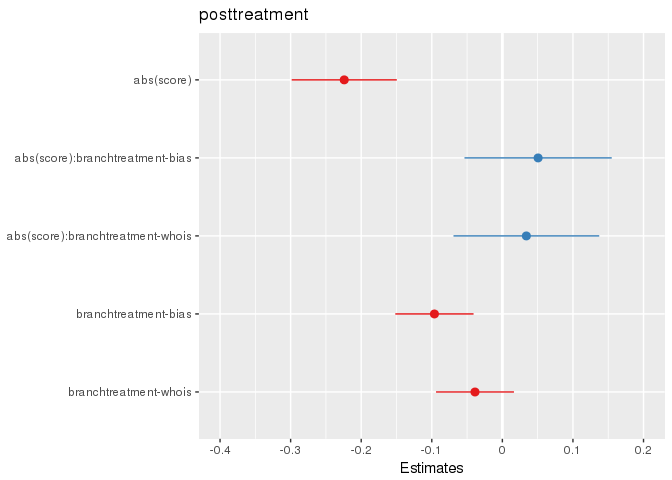 posttreatment
abs(score)
abs(score):branchtreatment-bias
abs(score):branchtreatment-whois
branchtreatment-bias
branchtreatment-whois
-0.4 -0.3 -0.2 -0.1 0 0.1 0.2
Estimates